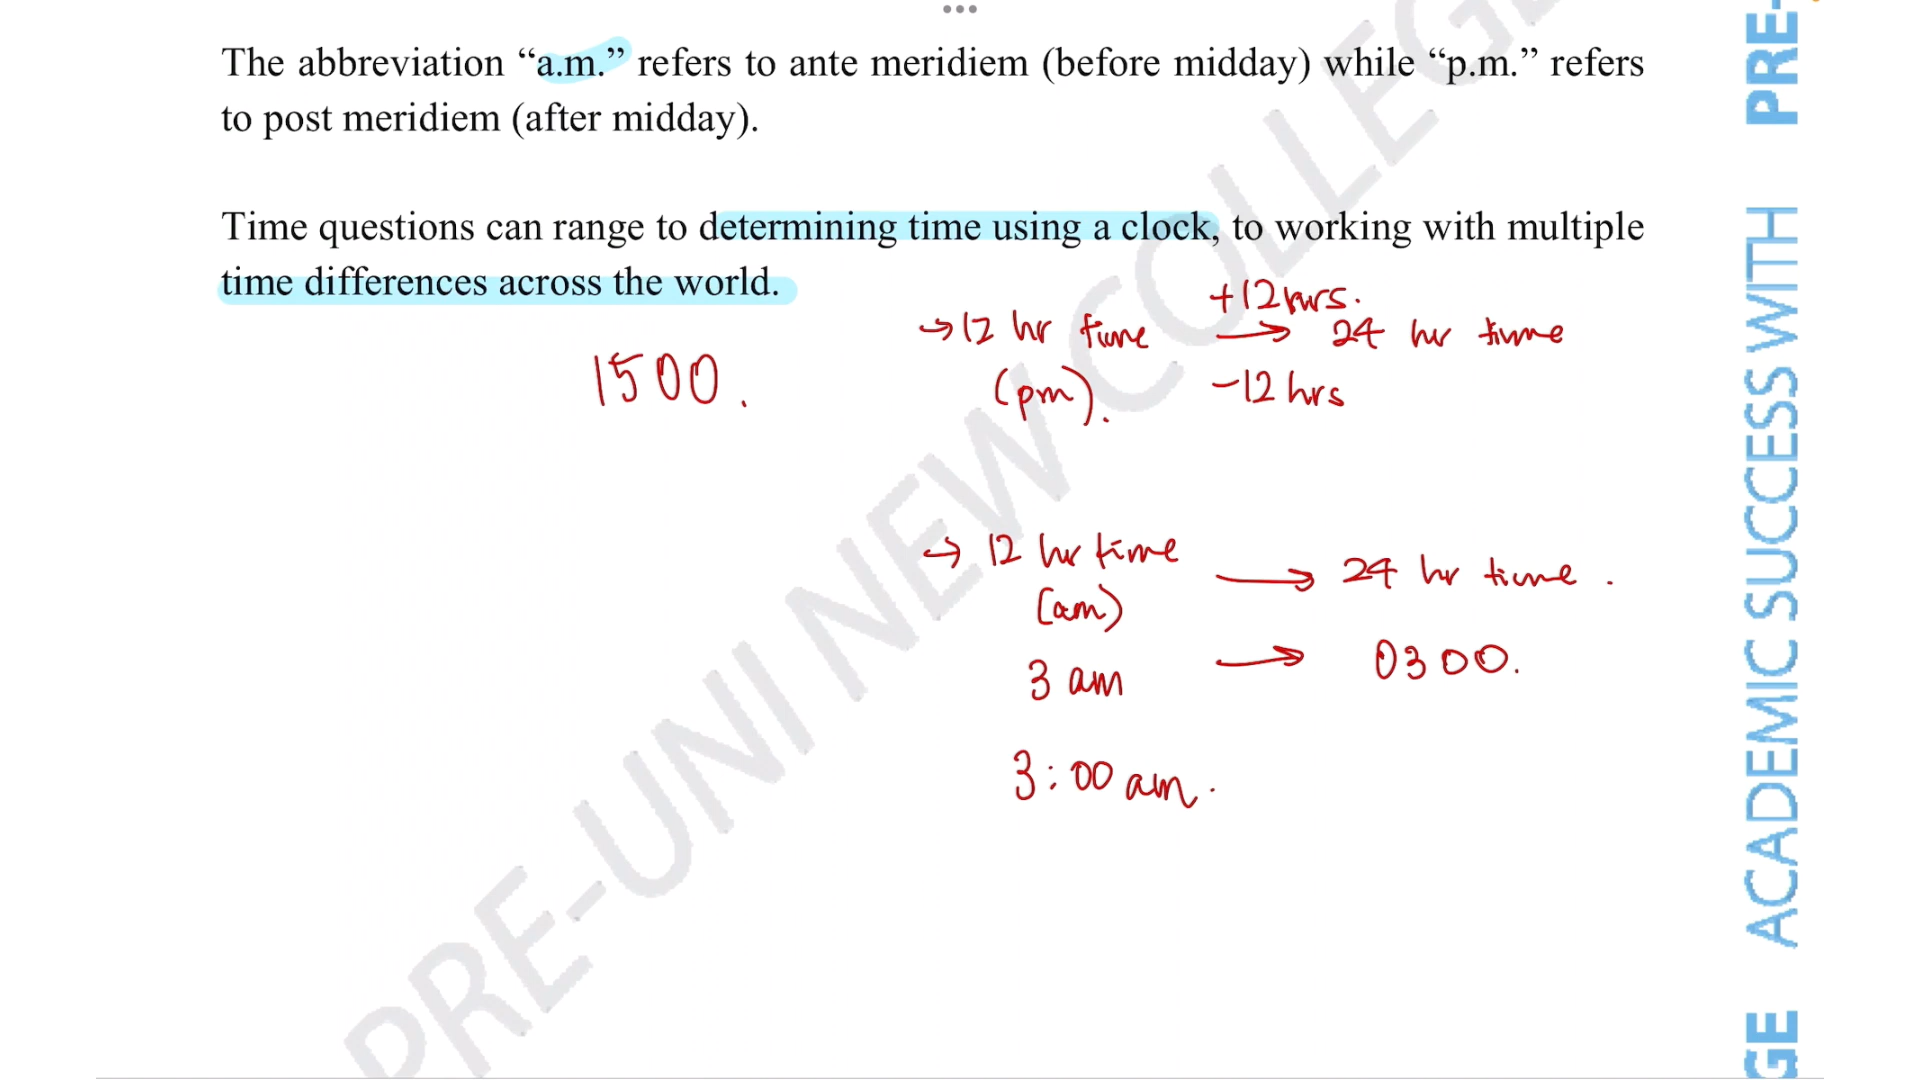 The abbreviation “a.m.” refers to ante meridiem (before midday) while “p.m.” refers
to post meridiem (after midday).
Time questions can range to determining time using a clock, to working with multiple
time differences across the world.
+12 hrs.
→ 12 hr time → 24 hr time
(pm). -12 hrs
1500.
→ 12 hr time → 24 hr time.
(am)
3 am → 0300.
3:00 am.
PRE-UNI NEW COLLEGE
GE ACADEMIC SUCCESS WITH PRE-